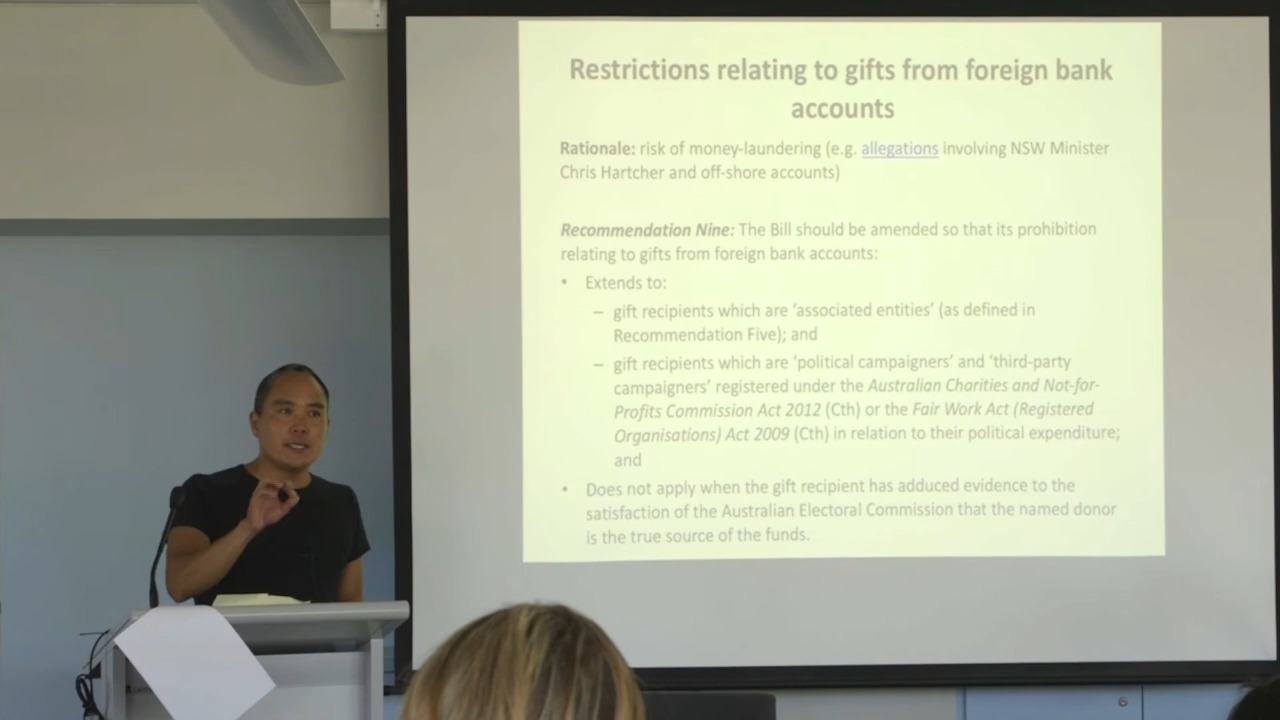 Restrictions relating to gifts from foreign bank
accounts
Rationale: risk of money-laundering (e.g. allegations involving NSW Minister
Chris Hartcher and off-shore accounts)
Recommendation Nine: The Bill should be amended so that its prohibition
relating to gifts from foreign bank accounts:
• Extends to:
– gift recipients which are ‘associated entities’ (as defined in
Recommendation Five); and
– gift recipients which are ‘political campaigners’ and ‘third-party
campaigners’ registered under the Australian Charities and Not-for-
Profits Commission Act 2012 (Cth) or the Fair Work Act (Registered
Organisations) Act 2009 (Cth) in relation to their political expenditure;
and
• Does not apply when the gift recipient has adduced evidence to the
satisfaction of the Australian Electoral Commission that the named donor
is the true source of the funds.